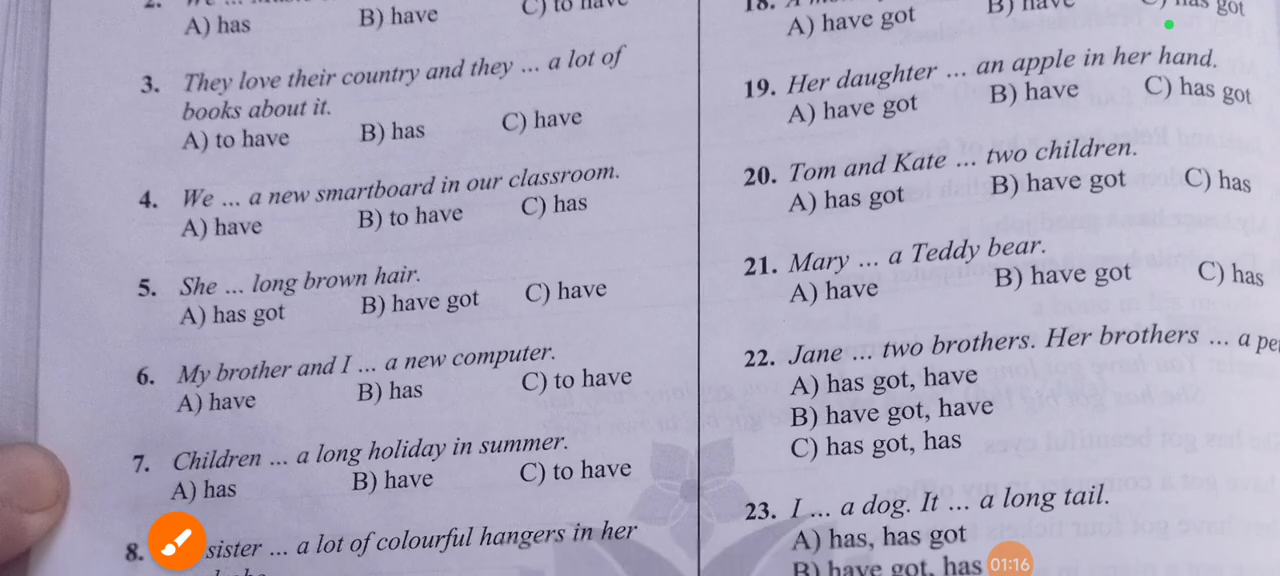 A) has B) have C) to have
3. They love their country and they ... a lot of
books about it.
A) to have B) has C) have
4. We ... a new smartboard in our classroom.
A) have B) to have C) has
5. She ... long brown hair.
A) has got B) have got C) have
6. My brother and I ... a new computer.
A) have B) has C) to have
7. Children ... a long holiday in summer.
A) has B) have C) to have
8. sister ... a lot of colourful hangers in her
18.
A) have got B) have C) has got
19. Her daughter ... an apple in her hand.
A) have got B) have C) has got
20. Tom and Kate ... two children.
A) has got B) have got C) has
21. Mary ... a Teddy bear.
A) have B) have got C) has
22. Jane ... two brothers. Her brothers ... a
A) has got, have
B) have got, have
C) has got, has
23. I ... a dog. It ... a long tail.
A) has, has got
B) have got, has
01:16